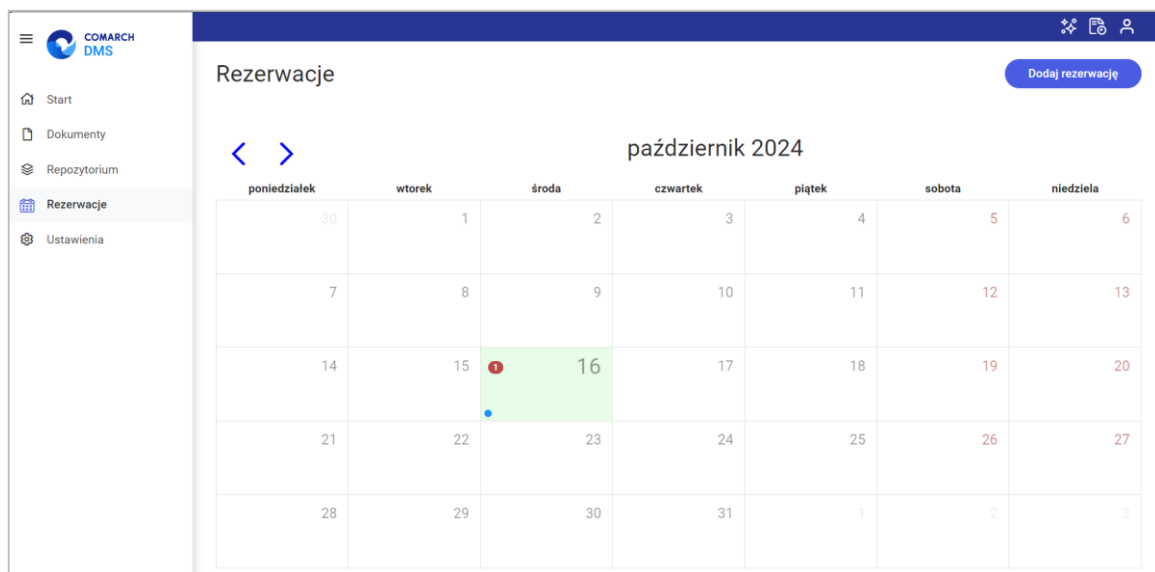 COMARCH
DMS
Start
Dokumenty
Repozytorium
Rezerwacje
Ustawienia
Rezerwacje
Dodaj rezerwację
październik 2024
poniedziałek wtorek środa czwartek piątek sobota niedziela
30 1 2 3 4 5 6
7 8 9 10 11 12 13
14 15 1 16 17 18 19 20
21 22 23 24 25 26 27
28 29 30 31 1 2 3